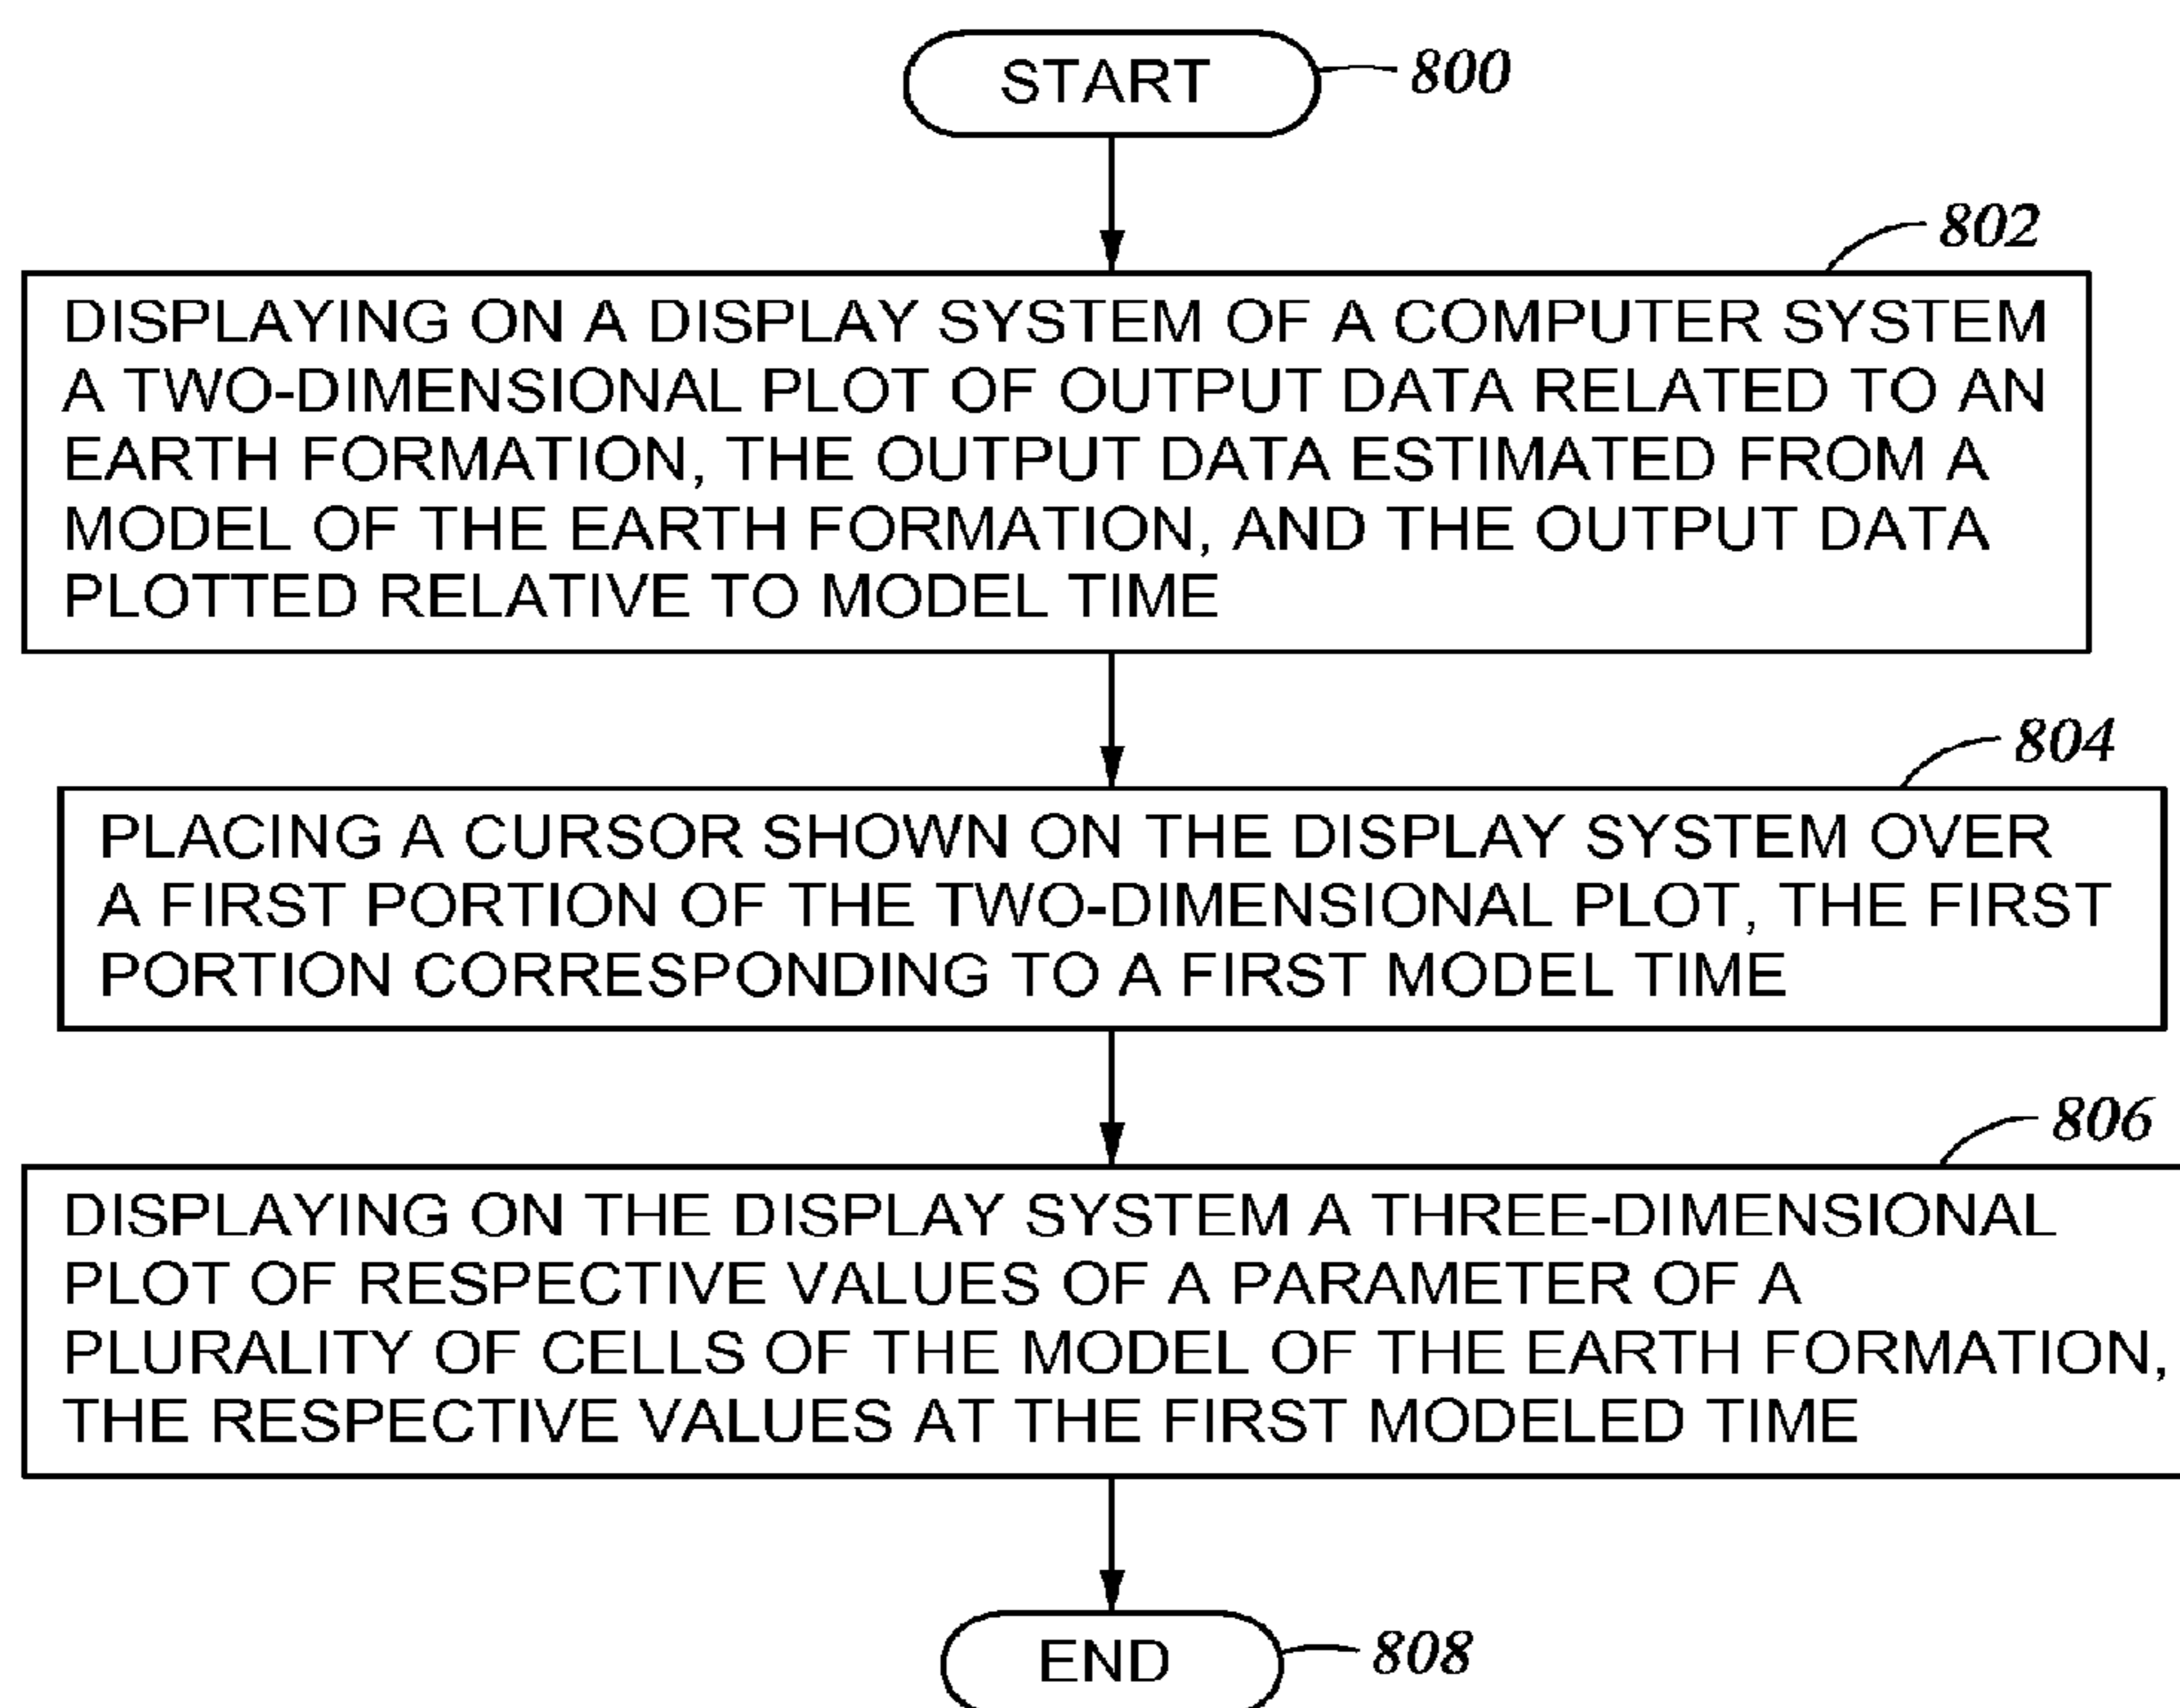 START
800
802
DISPLAYING ON A DISPLAY SYSTEM OF A COMPUTER SYSTEM
A TWO-DIMENSIONAL PLOT OF OUTPUT DATA RELATED TO AN
EARTH FORMATION, THE OUTPUT DATA ESTIMATED FROM A
MODEL OF THE EARTH FORMATION, AND THE OUTPUT DATA
PLOTTED RELATIVE TO MODEL TIME
804
PLACING A CURSOR SHOWN ON THE DISPLAY SYSTEM OVER
A FIRST PORTION OF THE TWO-DIMENSIONAL PLOT, THE FIRST
PORTION CORRESPONDING TO A FIRST MODEL TIME
806
DISPLAYING ON THE DISPLAY SYSTEM A THREE-DIMENSIONAL
PLOT OF RESPECTIVE VALUES OF A PARAMETER OF A
PLURALITY OF CELLS OF THE MODEL OF THE EARTH FORMATION,
THE RESPECTIVE VALUES AT THE FIRST MODELED TIME
END
808